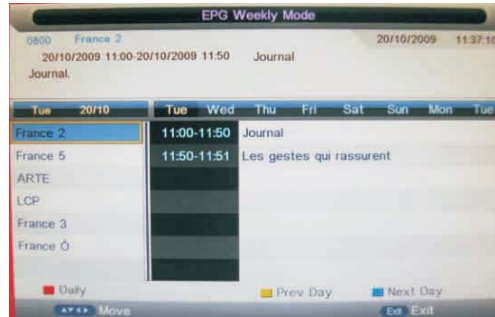 EPG Weekly Mode
0800 France 2 20/10/2009 11:37:10
20/10/2009 11:00-20/10/2009 11:50 Journal
Journal.
Tue 20/10 Tue Wed Thu Fri Sat Sun Mon Tue
France 2 11:00-11:50 Journal
France 5 11:50-11:51 Les gestes qui rassurent
ARTE
LCP
France 3
France Ô
Daily Prev Day Next Day
Move Exit Exit